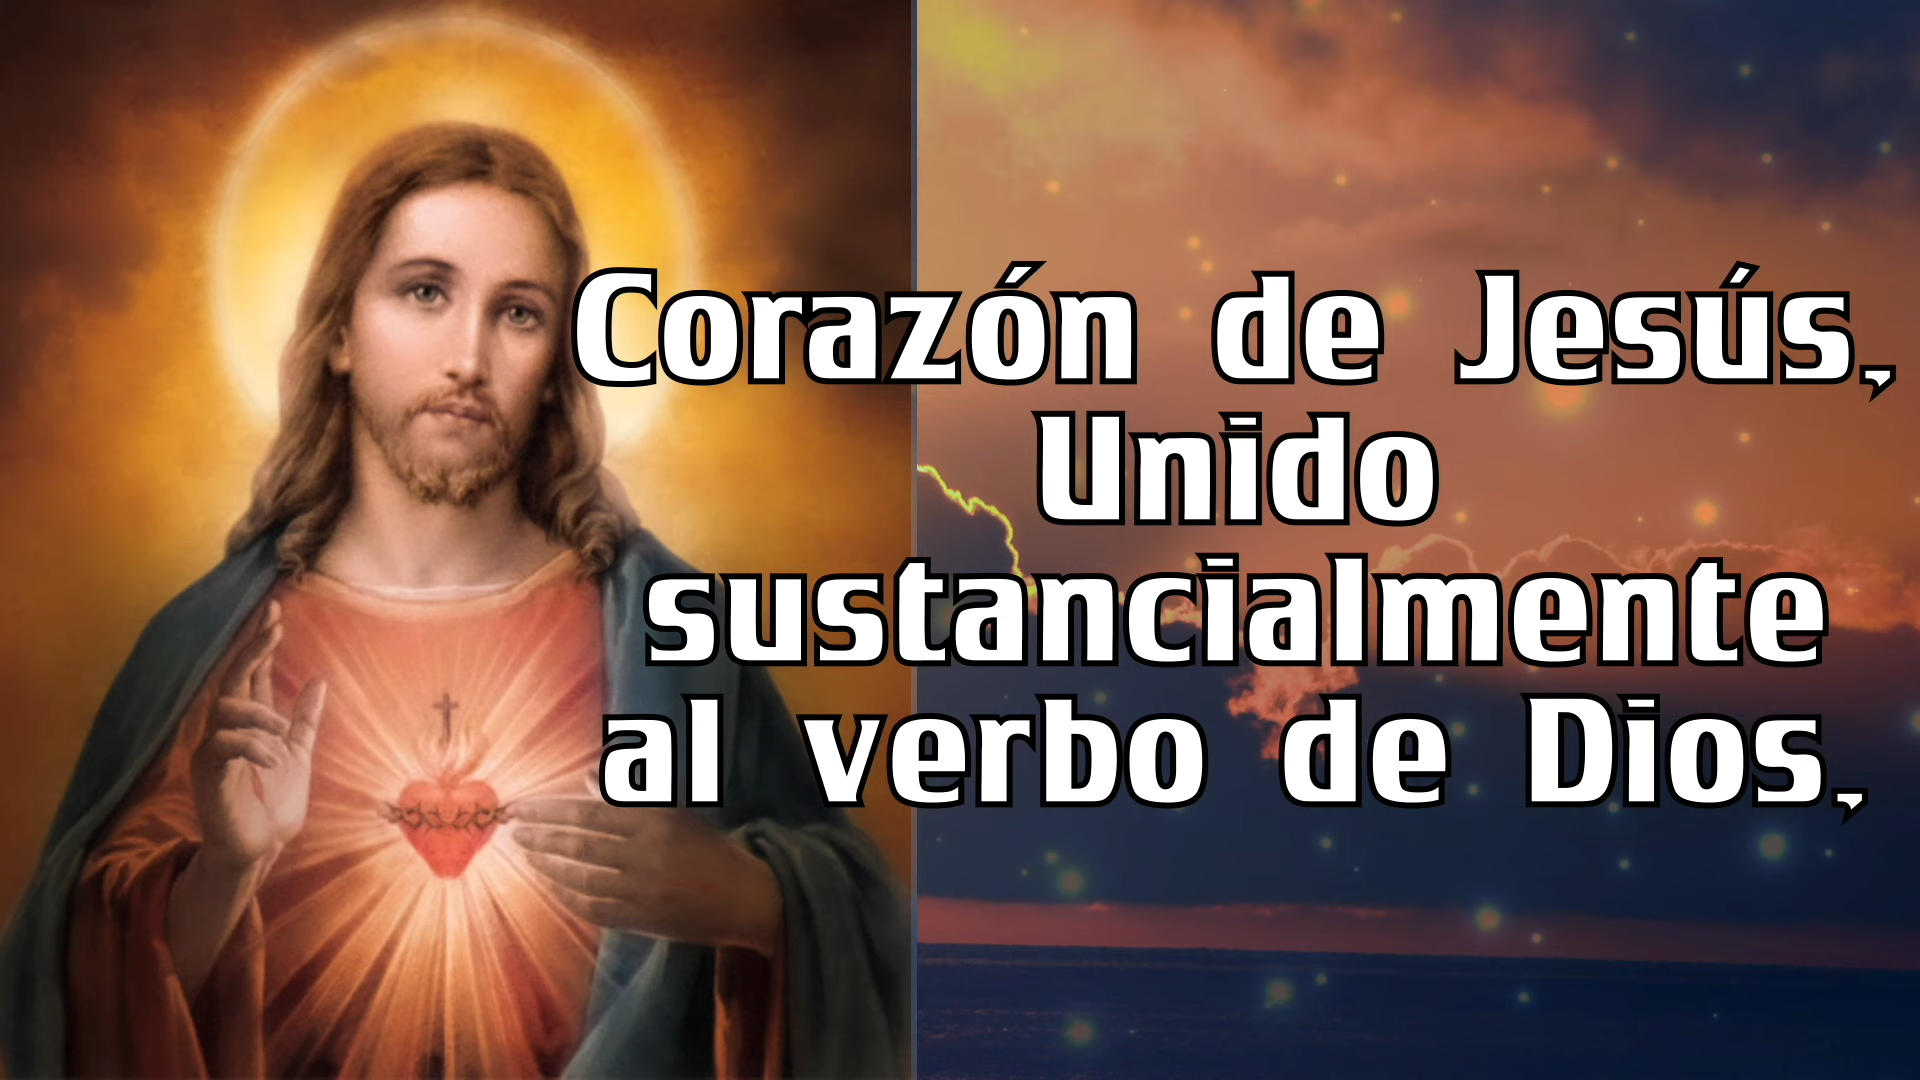 Corazón de Jesús,
Unido
sustancialmente
al verbo de Dios,